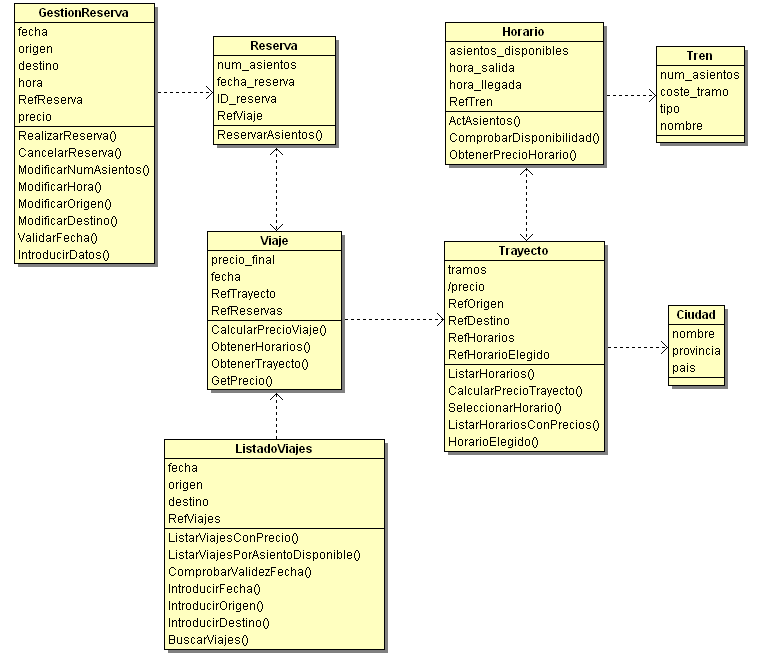 GestionReserva
fecha
origen
destino
hora
RefReserva
precio
RealizarReserva()
CancelarReserva()
ModificarNumAsientos()
ModificarHora()
ModificarOrigen()
ModificarDestino()
ValidarFecha()
IntroducirDatos()
Reserva
num_asientos
fecha_reserva
ID_reserva
RefViaje
ReservarAsientos()
Horario
asientos_disponibles
hora_salida
hora_llegada
RefTren
ActAsientos()
ComprobarDisponibilidad()
ObtenerPrecioHorario()
Tren
num_asientos
coste_tramo
tipo
nombre
Viaje
precio_final
fecha
RefTrayecto
RefReservas
CalcularPrecioViaje()
ObtenerHorarios()
ObtenerTrayecto()
GetPrecio()
Trayecto
tramos
/precio
RefOrigen
RefDestino
RefHorarios
RefHorarioElegido
ListarHorarios()
CalcularPrecioTrayecto()
SeleccionarHorario()
ListarHorariosConPrecios()
HorarioElegido()
Ciudad
nombre
provincia
pais
ListadoViajes
fecha
origen
destino
RefViajes
ListarViajesConPrecio()
ListarViajesPorAsientoDisponible()
ComprobarValidezFecha()
IntroducirFecha()
IntroducirOrigen()
IntroducirDestino()
BuscarViajes()